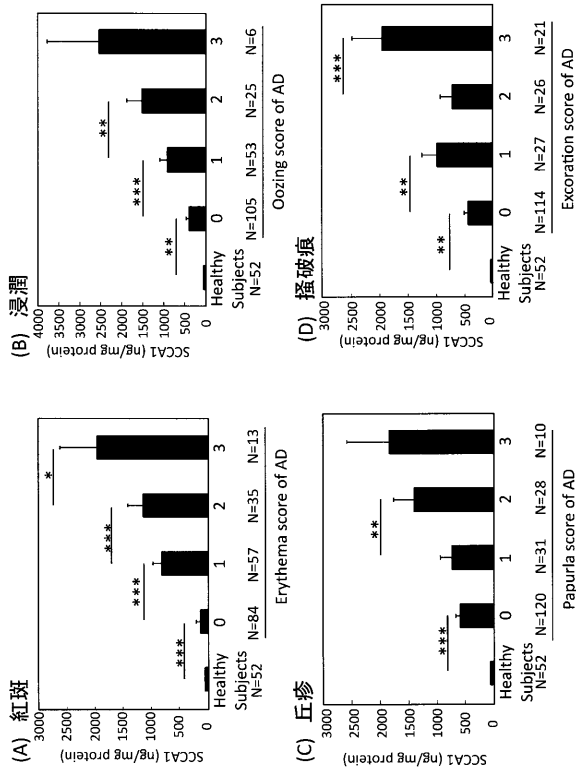 (A) 紅斑
SCCA1 (ng/mg protein)
3000
2500
2000
1500
1000
500
0
***
***
***
*
Healthy Subjects 0 1 2 3
N=52 N=84 N=57 N=35 N=13
Erythema score of AD
(B) 浸潤
SCCA1 (ng/mg protein)
4000
3500
3000
2500
2000
1500
1000
500
0
**
***
**
Healthy Subjects 0 1 2 3
N=52 N=105 N=53 N=25 N=6
Oozing score of AD
(C) 丘疹
SCCA1 (ng/mg protein)
3000
2500
2000
1500
1000
500
0
***
**
Healthy Subjects 0 1 2 3
N=52 N=120 N=31 N=28 N=10
Papurla score of AD
(D) 掻破痕
SCCA1 (ng/mg protein)
3000
2500
2000
1500
1000
500
0
**
**
***
Healthy Subjects 0 1 2 3
N=52 N=114 N=27 N=26 N=21
Excoration score of AD